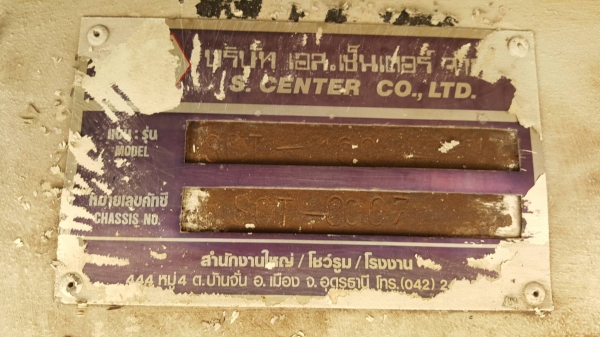 บริษัท เอส.เซ็นเตอร์
S. CENTER CO., LTD.
แบบ : รุ่น
MODEL
หมายเลขคัทซี
CHASSIS NO.
สำนักงานใหญ่ / โชว์รูม / โรงงาน
444 หมู่ 4 ต.บ้านจั่น อ.เมือง จ.อุดรธานี โทร. (042)